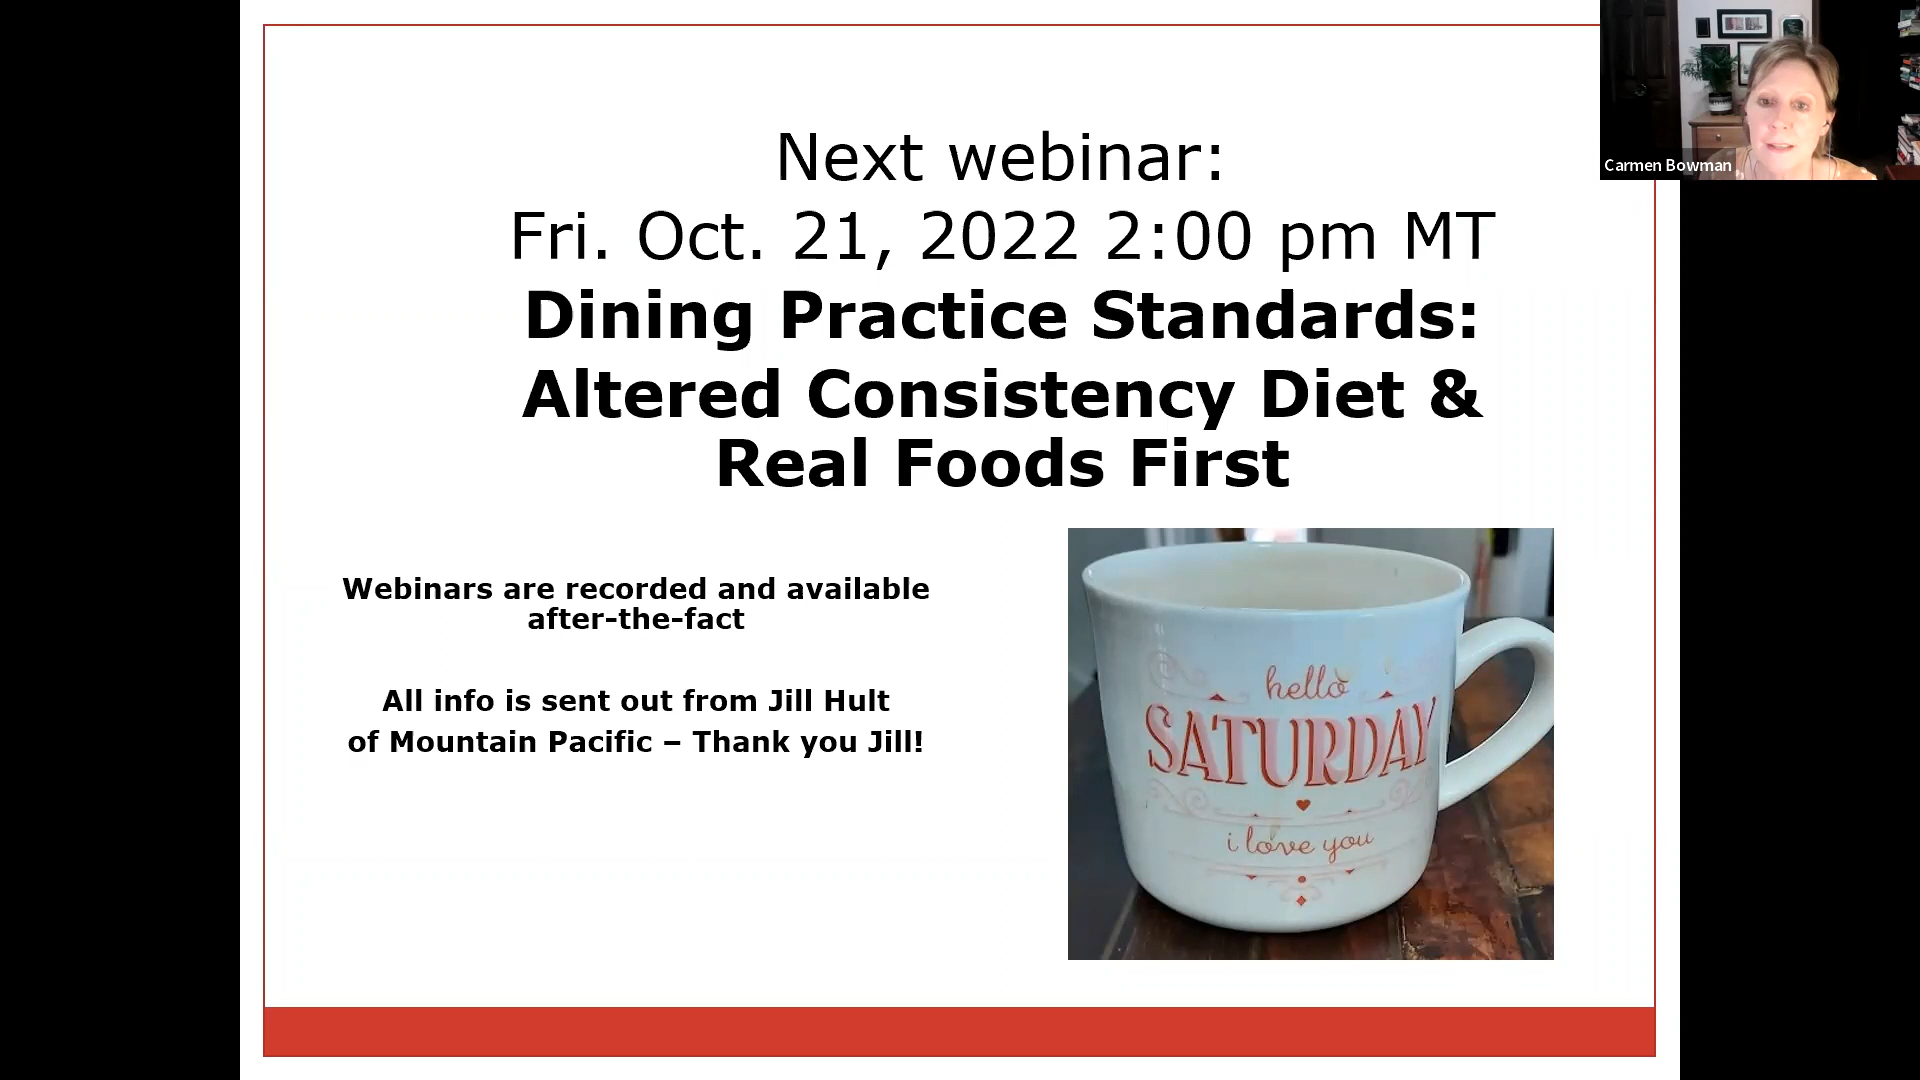 Next webinar:
Fri. Oct. 21, 2022 2:00 pm MT
Dining Practice Standards:
Altered Consistency Diet &
Real Foods First
Webinars are recorded and available
after-the-fact
All info is sent out from Jill Hult
of Mountain Pacific – Thank you Jill!
hello
SATURDAY
i love you
Carmen Bowman